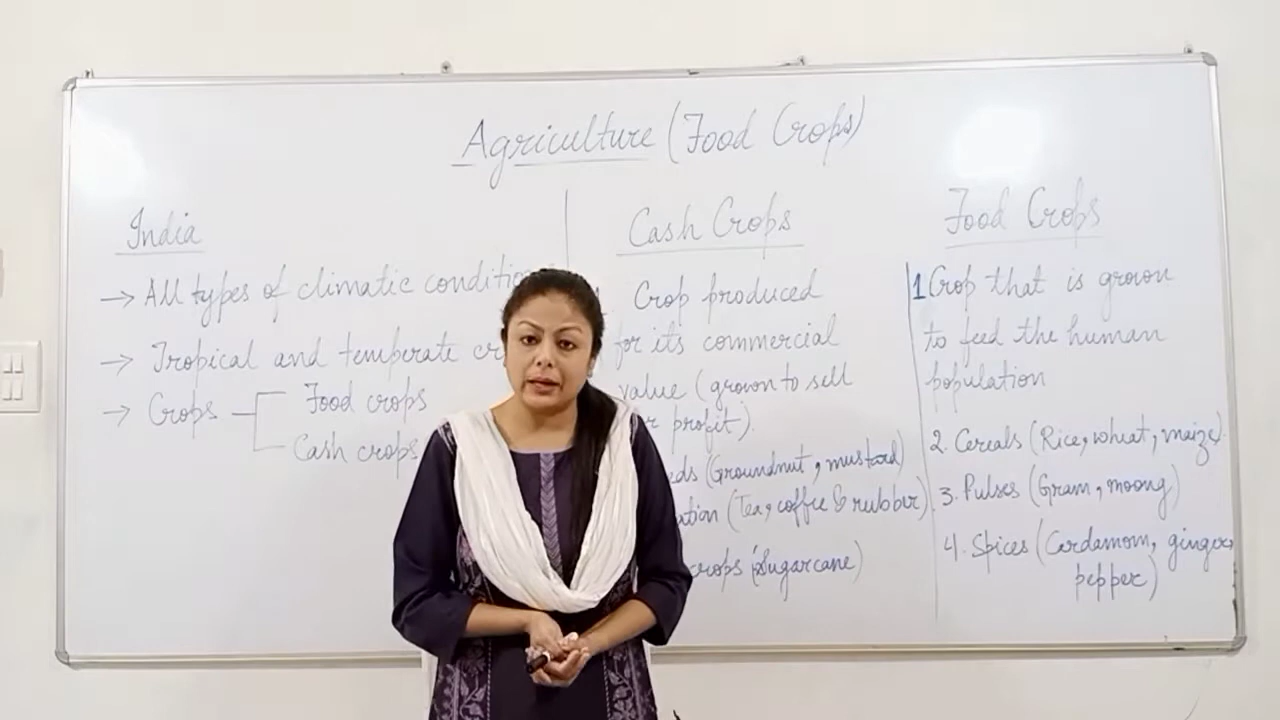 Agriculture (Food Crops)
India
→ All types of climatic condition
→ Tropical and temperate
→ Crops
Food crops
Cash crops
Cash Crops
Crop produced
for its commercial
value (grown to sell
profit).
(Groundnut, mustard)
(Tea, coffee & rubber)
crops (Sugarcane)
Food Crops
1 Crop that is grown
to feed the human
population
2. Cereals (Rice, wheat, maize).
3. Pulses (Gram, moong)
4. Spices (Cardamom, ginger,
pepper)